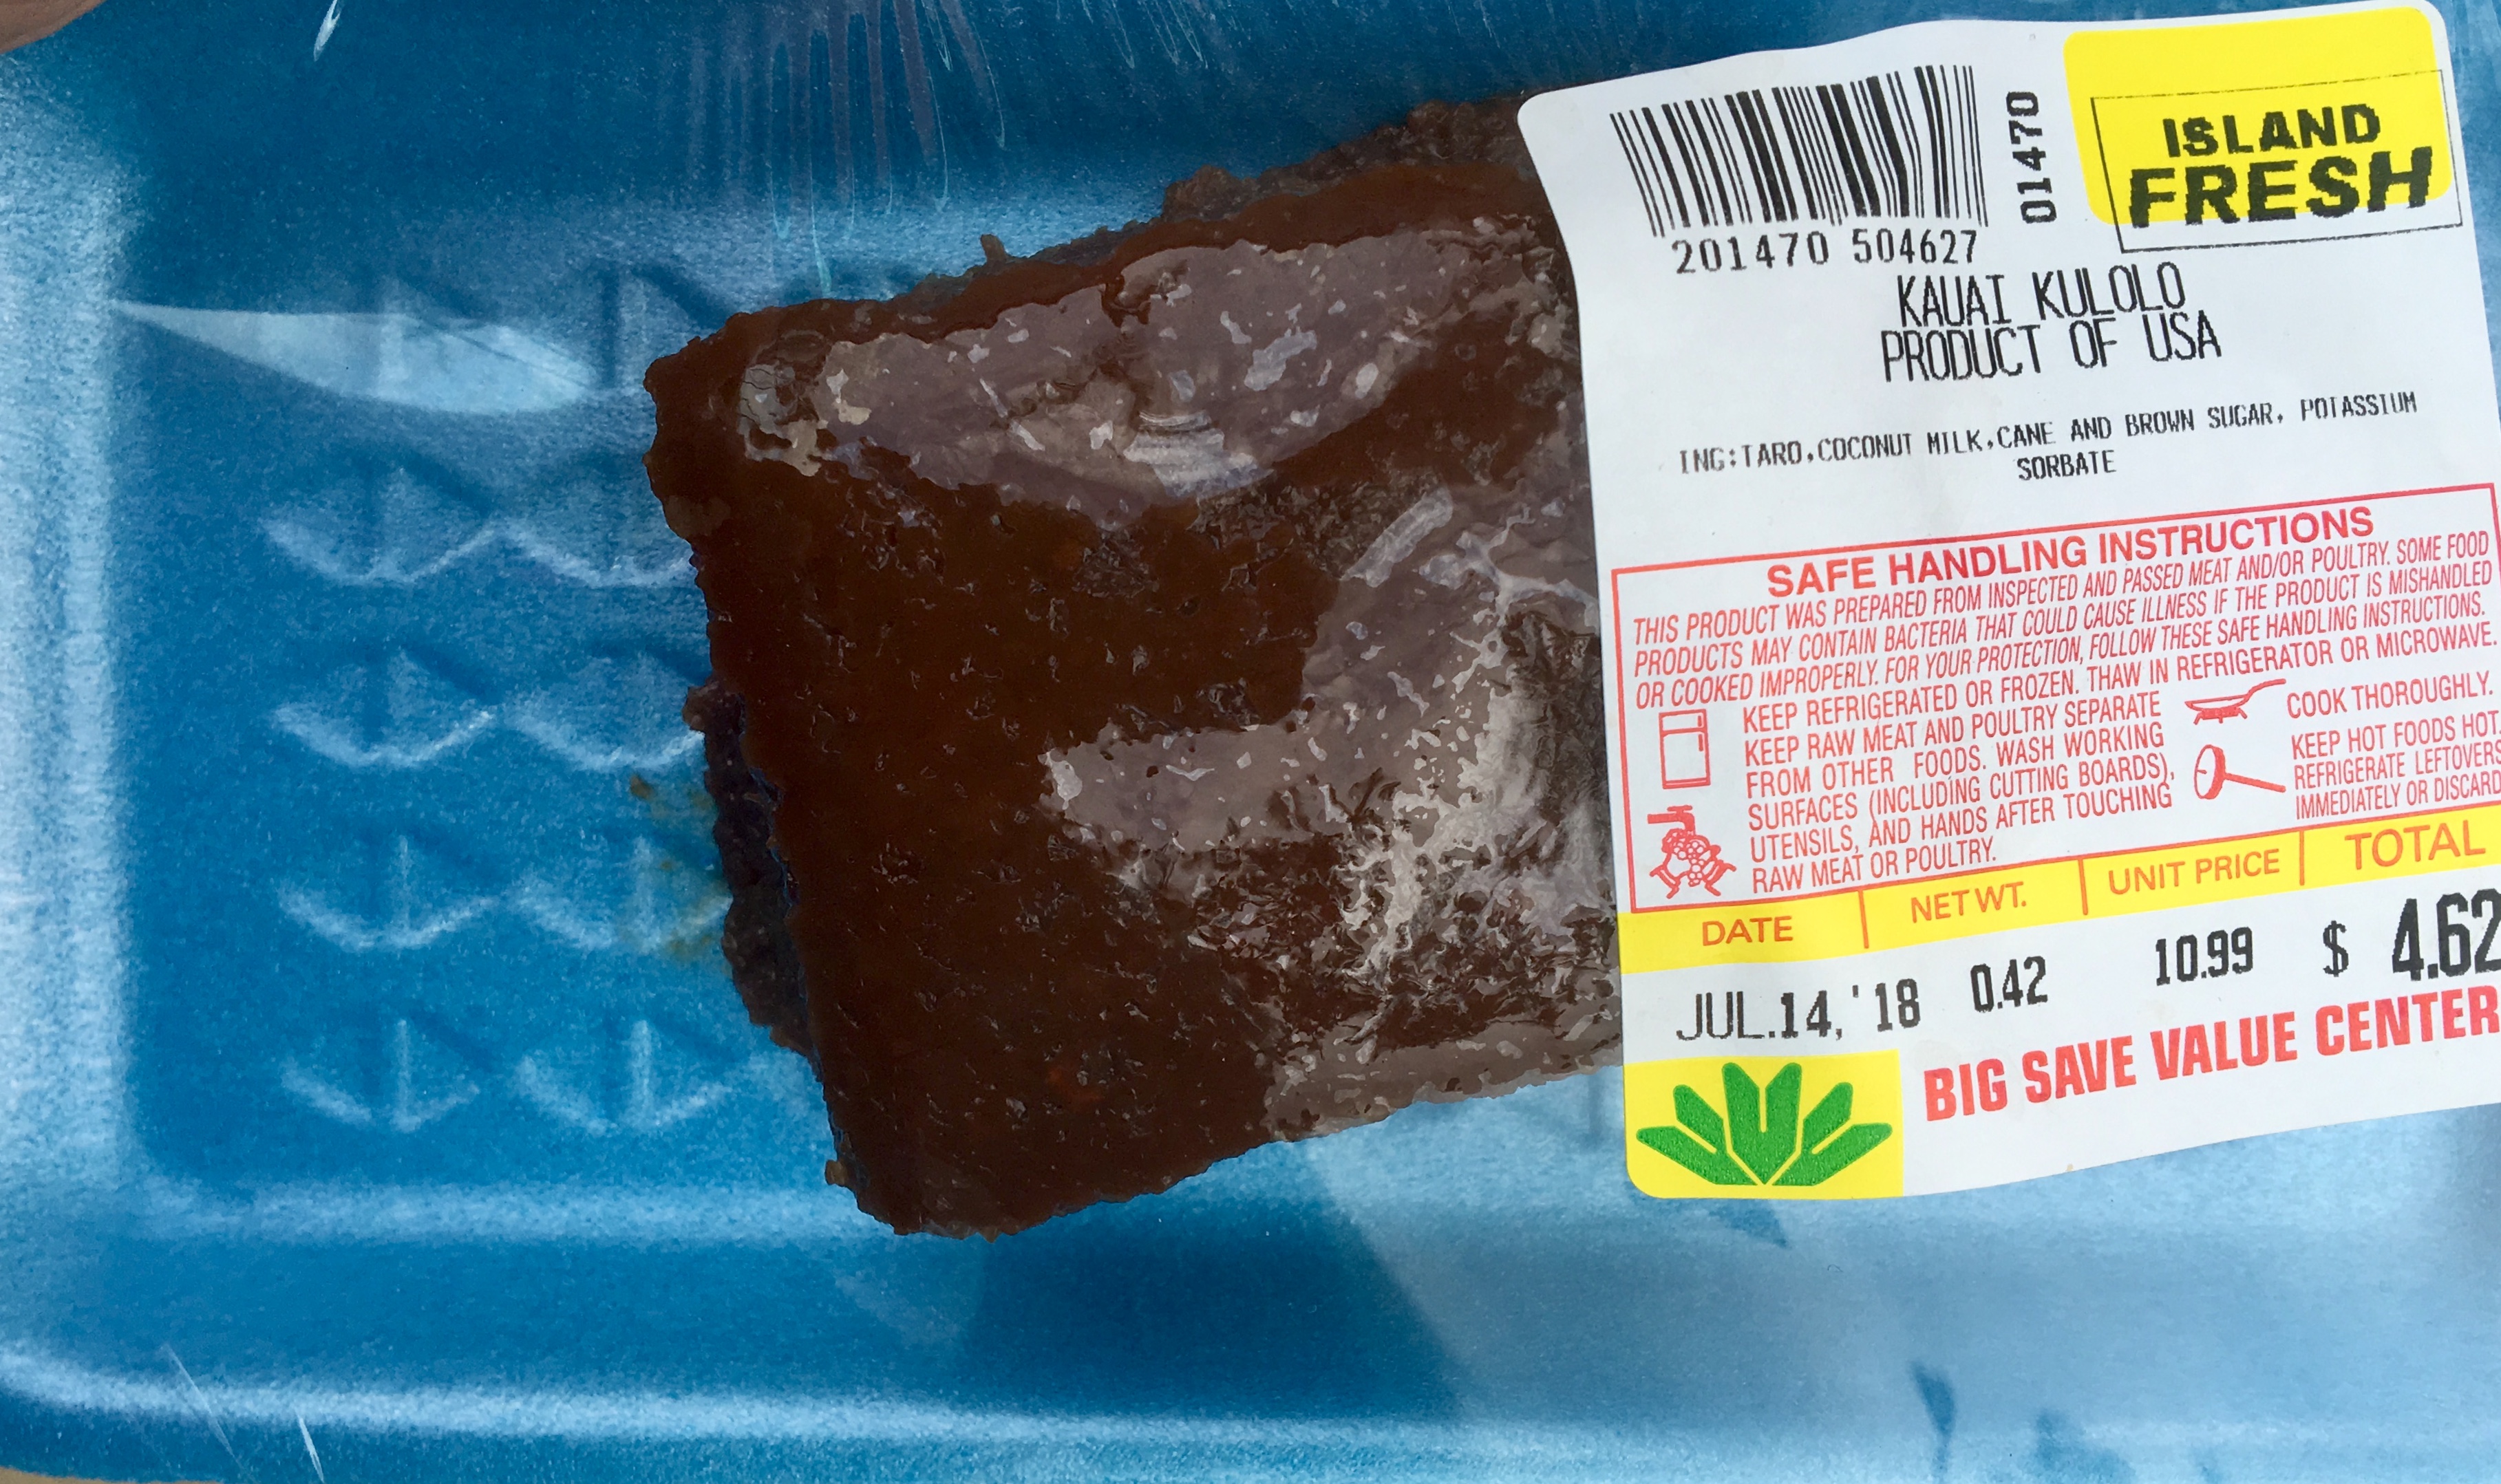 01470
ISLAND
FRESH
201470 504627
KAUAI KULOLO
PRODUCT OF USA
ING:TARO,COCONUT MILK,CANE AND BROWN SUGAR, POTASSIUM
SORBATE
SAFE HANDLING INSTRUCTIONS
THIS PRODUCT WAS PREPARED FROM INSPECTED AND PASSED MEAT AND/OR POULTRY. SOME FOOD
PRODUCTS MAY CONTAIN BACTERIA THAT COULD CAUSE ILLNESS IF THE PRODUCT IS MISHANDLED
OR COOKED IMPROPERLY. FOR YOUR PROTECTION, FOLLOW THESE SAFE HANDLING INSTRUCTIONS.
KEEP REFRIGERATED OR FROZEN. THAW IN REFRIGERATOR OR MICROWAVE.
KEEP RAW MEAT AND POULTRY SEPARATE
FROM OTHER FOODS. WASH WORKING
SURFACES (INCLUDING CUTTING BOARDS),
UTENSILS, AND HANDS AFTER TOUCHING
RAW MEAT OR POULTRY.
COOK THOROUGHLY.
KEEP HOT FOODS HOT.
REFRIGERATE LEFTOVERS
IMMEDIATELY OR DISCARD
DATE NET WT. UNIT PRICE TOTAL
JUL.14,'18 0.42 10.99 $ 4.62
BIG SAVE VALUE CENTER